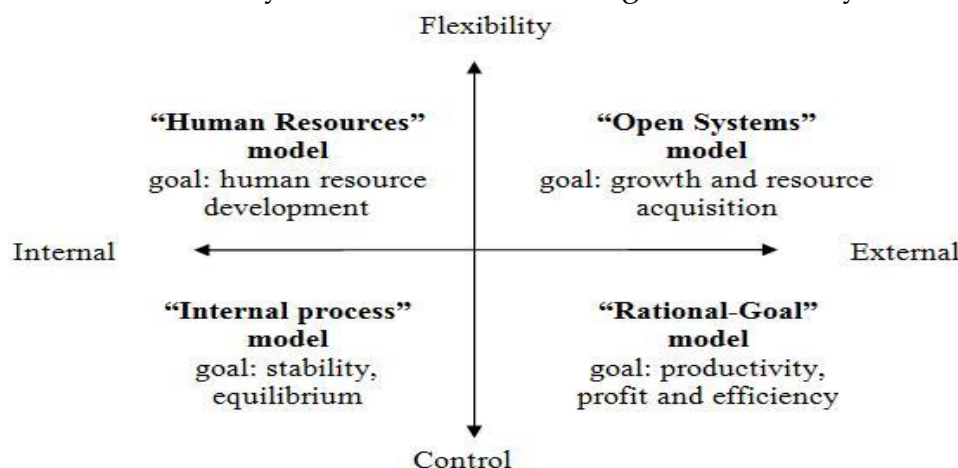 Flexibility
“Human Resources”
model
goal: human resource
development
“Open Systems”
model
goal: growth and resource
acquisition
Internal
External
“Internal process”
model
goal: stability,
equilibrium
“Rational-Goal”
model
goal: productivity,
profit and efficiency
Control